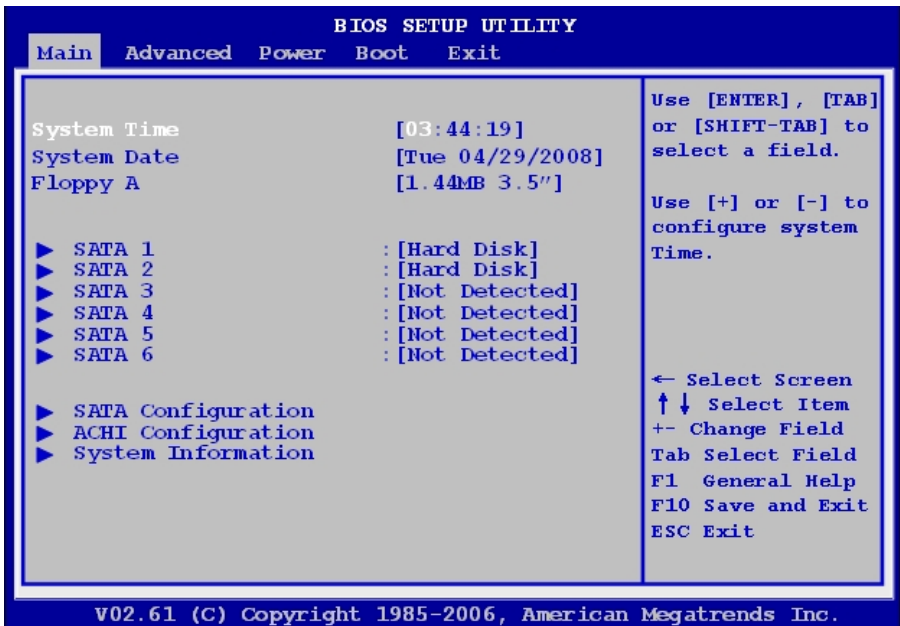 BIOS SETUP UTILITY
Main Advanced Power Boot Exit
System Time [03:44:19]
System Date [Tue 04/29/2008]
Floppy A [1.44MB 3.5″]
▶ SATA 1 :[Hard Disk]
▶ SATA 2 :[Hard Disk]
▶ SATA 3 :[Not Detected]
▶ SATA 4 :[Not Detected]
▶ SATA 5 :[Not Detected]
▶ SATA 6 :[Not Detected]
▶ SATA Configuration
▶ ACHI Configuration
▶ System Information
Use [ENTER], [TAB]
or [SHIFT-TAB] to
select a field.
Use [+] or [-] to
configure system
Time.
← Select Screen
↑↓ Select Item
+- Change Field
Tab Select Field
F1 General Help
F10 Save and Exit
ESC Exit
V02.61 (C) Copyright 1985-2006, American Megatrends Inc.